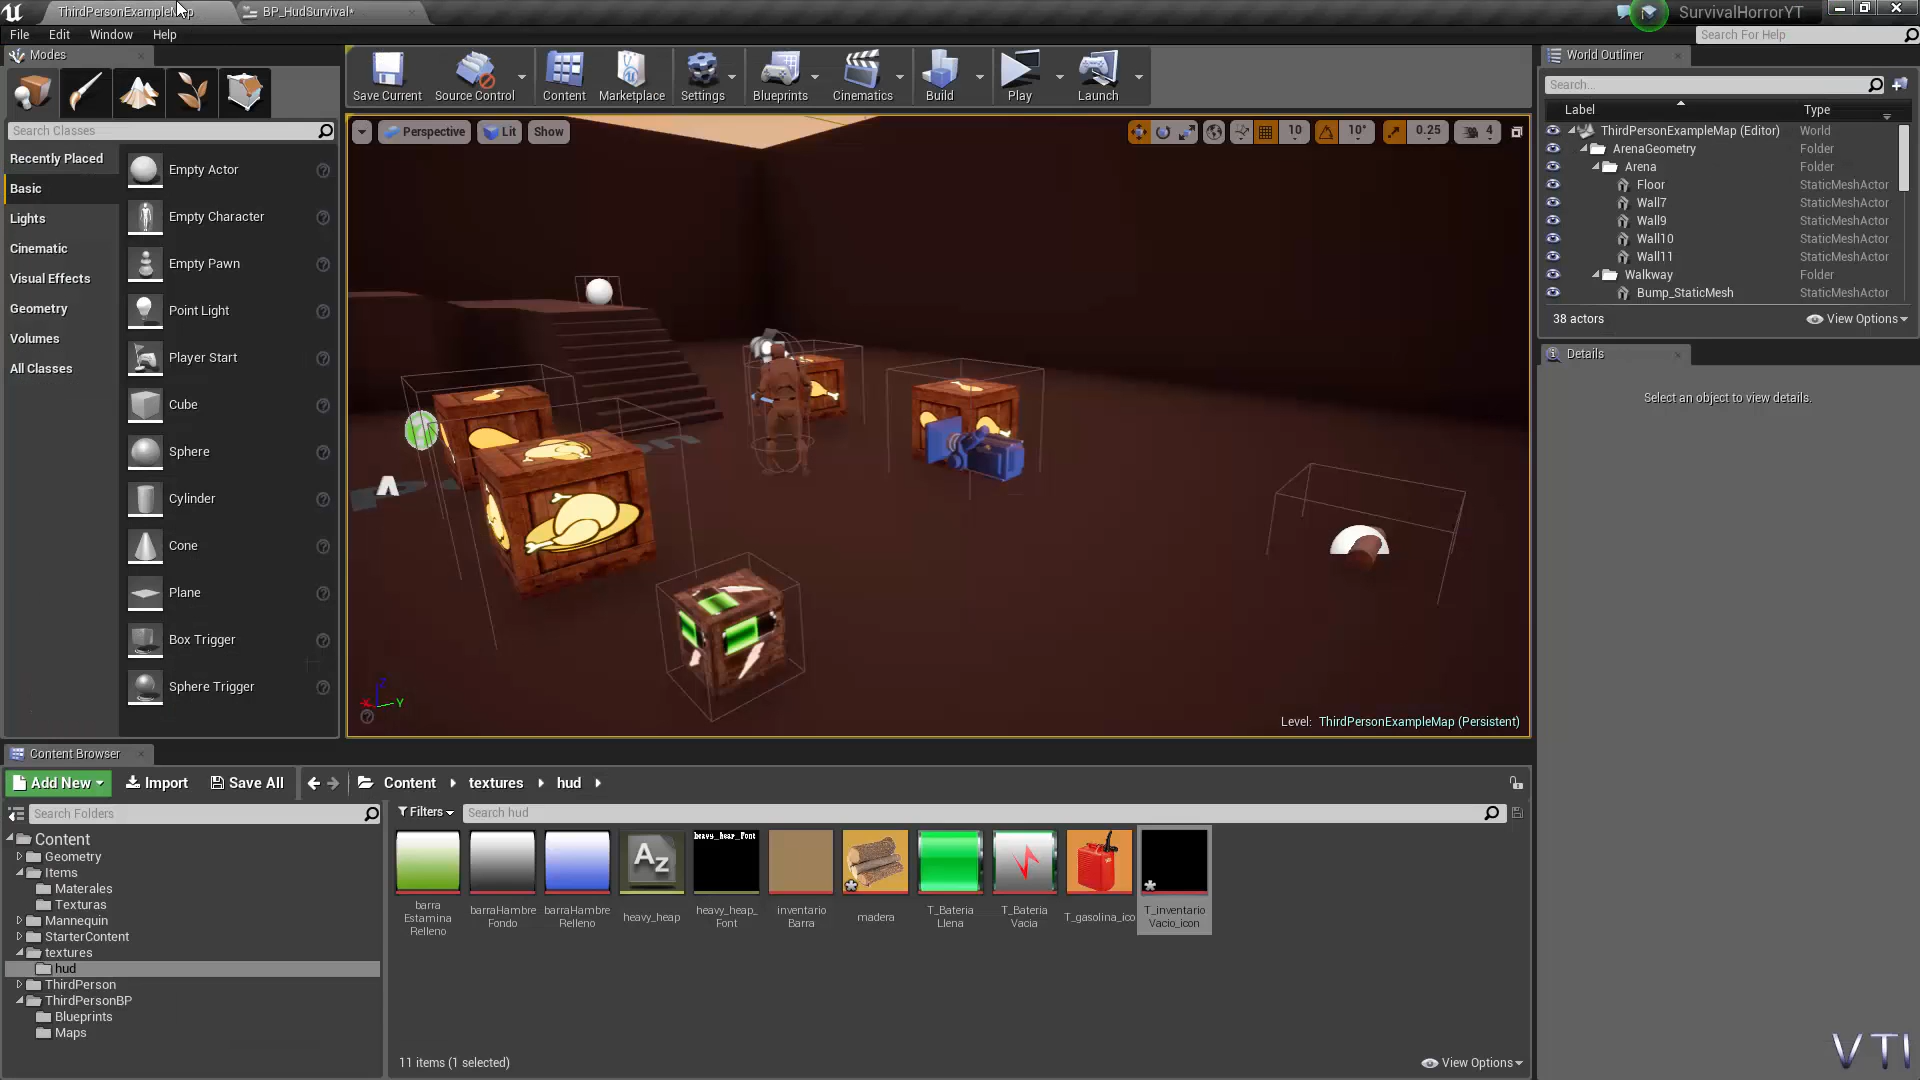 ThirdPersonExampleMap
BP_HudSurvival*
SurvivalHorrorYT
File Edit Window Help
Search For Help
Modes
Search Classes
Recently Placed
Basic
Lights
Cinematic
Visual Effects
Geometry
Volumes
All Classes
Empty Actor
Empty Character
Empty Pawn
Point Light
Player Start
Cube
Sphere
Cylinder
Cone
Plane
Box Trigger
Sphere Trigger
Save Current
Source Control
Content
Marketplace
Settings
Blueprints
Cinematics
Build
Play
Launch
Perspective Lit Show
10 10° 0.25 4
Z
X
Y
Level: ThirdPersonExampleMap (Persistent)
World Outliner
Search...
Label Type
ThirdPersonExampleMap (Editor) World
ArenaGeometry Folder
Arena Folder
Floor StaticMeshActor
Wall7 StaticMeshActor
Wall9 StaticMeshActor
Wall10 StaticMeshActor
Wall11 StaticMeshActor
Walkway Folder
Bump_StaticMesh StaticMeshActor
38 actors
View Options
Details
Select an object to view details.
Content Browser
Add New
Import
Save All
Content textures hud
Search Folders
Filters
Search hud
Content
Geometry
Items
Materales
Texturas
Mannequin
StarterContent
textures
hud
ThirdPerson
ThirdPersonBP
Blueprints
Maps
barra
Estamina
Relleno
barraHambre
Fondo
barraHambre
Relleno
Az
heavy_heap
heavy_heap_Font
heavy_heap_
Font
inventario
Barra
madera
T_Bateria
Llena
T_Bateria
Vacia
T_gasolina_ico
T_inventario
Vacio_icon
11 items (1 selected)
View Options
VTI